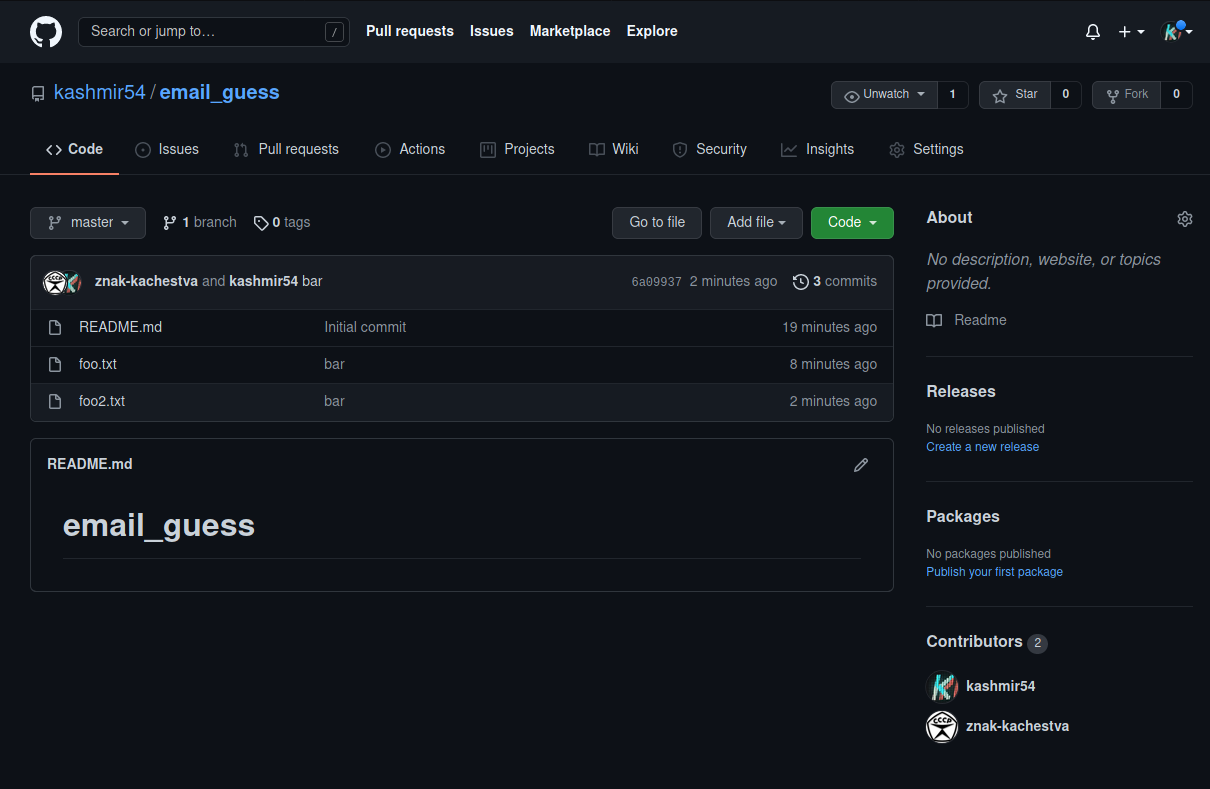 Search or jump to… /
Pull requests Issues Marketplace Explore
kashmir54 / email_guess
Unwatch 1 Star 0 Fork 0
Code Issues Pull requests Actions Projects Wiki Security Insights Settings
master 1 branch 0 tags Go to file Add file Code
znak-kachestva and kashmir54 bar 6a09937 2 minutes ago 3 commits
README.md Initial commit 19 minutes ago
foo.txt bar 8 minutes ago
foo2.txt bar 2 minutes ago
README.md
email_guess
About
No description, website, or topics
provided.
Readme
Releases
No releases published
Create a new release
Packages
No packages published
Publish your first package
Contributors 2
kashmir54
СССР
znak-kachestva